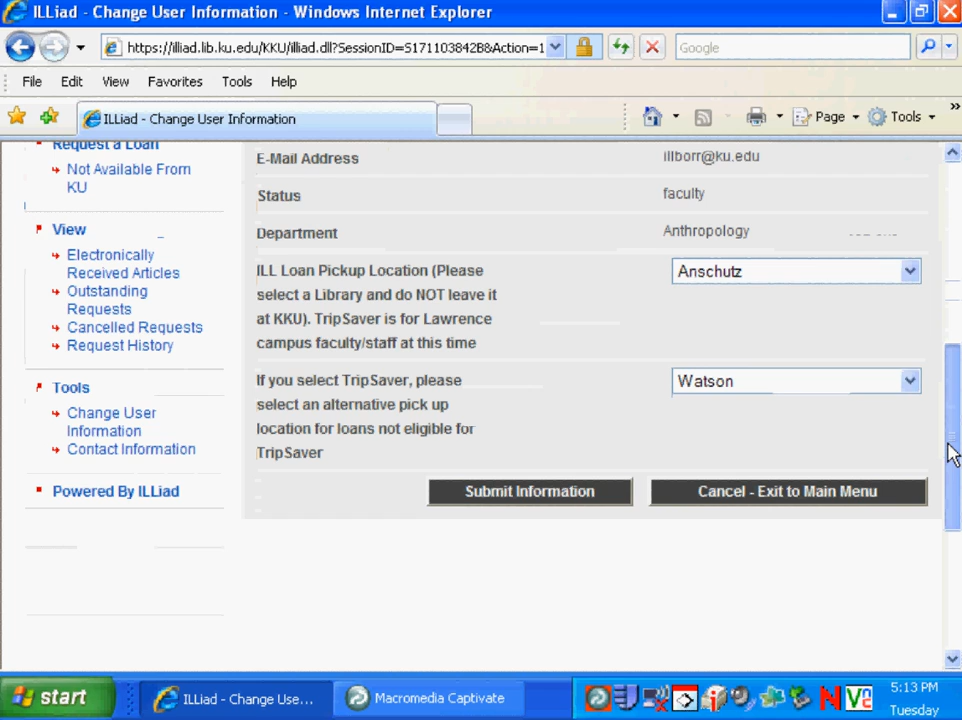 ILLiad - Change User Information - Windows Internet Explorer
https://illiad.lib.ku.edu/KKU/illiad.dll?SessionID=S1711038428&Action=1
Google
File Edit View Favorites Tools Help
ILLiad - Change User Information
Page Tools
Request a Loan
Not Available From
KU
View
Electronically
Received Articles
Outstanding
Requests
Cancelled Requests
Request History
Tools
Change User
Information
Contact Information
Powered By ILLiad
E-Mail Address illborr@ku.edu
Status faculty
Department Anthropology
ILL Loan Pickup Location (Please
select a Library and do NOT leave it
at KKU). TripSaver is for Lawrence
campus faculty/staff at this time
Anschutz
If you select TripSaver, please
select an alternative pick up
location for loans not eligible for
TripSaver
Watson
Submit Information Cancel - Exit to Main Menu
start
ILLiad - Change Use...
Macromedia Captivate
5:13 PM
Tuesday